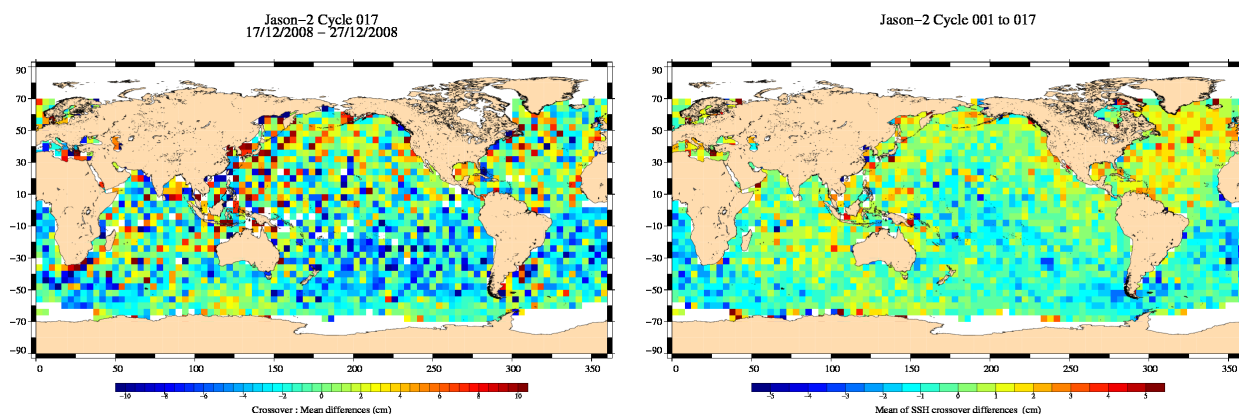 Jason-2 Cycle 017
17/12/2008 - 27/12/2008
90
70
50
30
10
-10
-30
-50
-70
-90
0 50 100 150 200 250 300 350
-10 -8 -6 -4 -2 0 2 4 6 8 10
Crossover : Mean differences (cm)
Jason-2 Cycle 001 to 017
90
70
50
30
10
-10
-30
-50
-70
-90
0 50 100 150 200 250 300 350
-5 -4 -3 -2 -1 0 1 2 3 4 5
Mean of SSH crossover differences (cm)